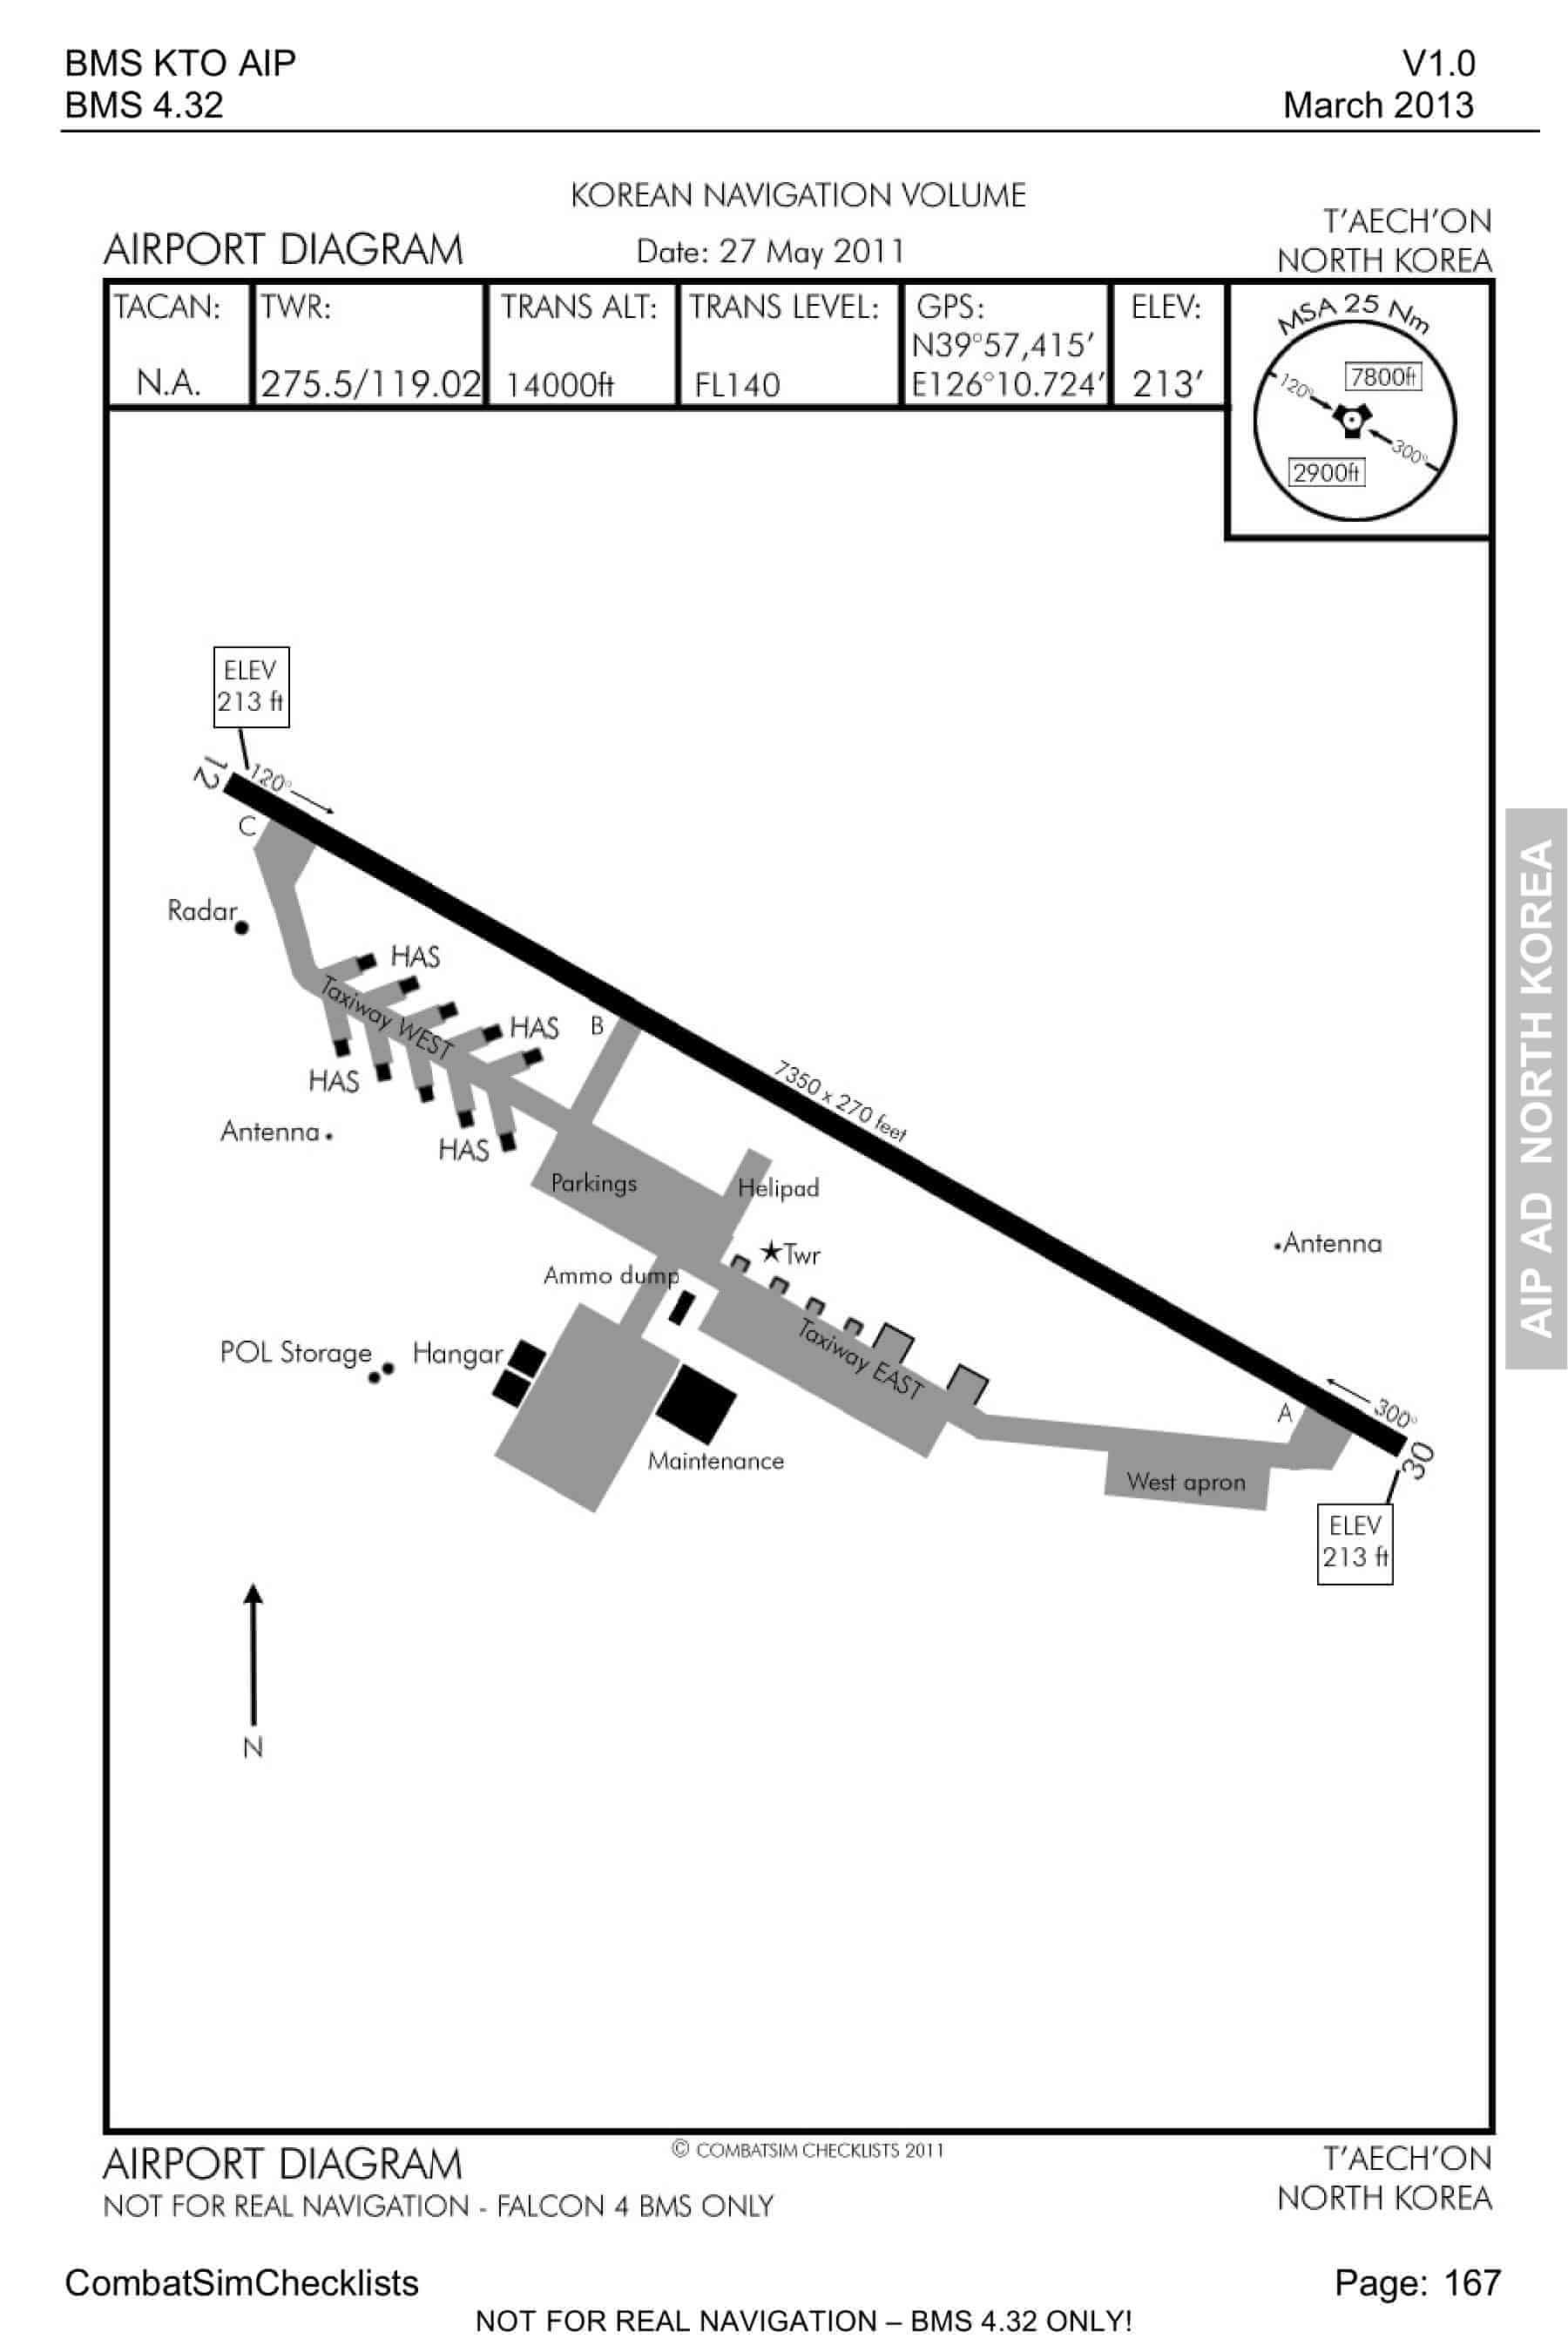 BMS KTO AIP
V1.0
BMS 4.32
March 2013
KOREAN NAVIGATION VOLUME
AIRPORT DIAGRAM
Date: 27 May 2011
T'AECH'ON
NORTH KOREA
TACAN:
N.A.
TWR:
275.5/119.02
TRANS ALT:
14000ft
TRANS LEVEL:
FL140
GPS:
N39°57,415'
E126°10.724'
ELEV:
213'
MSA 25 Nm
7800ft
120°
300°
2900ft
ELEV
213 ft
12
120°
C
Radar
HAS
Taxiway WEST
HAS
B
HAS
7350 x 270 feet
Antenna
HAS
Parkings
Helipad
Twr
Antenna
Ammo dump
Taxiway EAST
POL Storage
Hangar
Maintenance
A
300°
30
West apron
ELEV
213 ft
N
AIP AD NORTH KOREA
AIRPORT DIAGRAM
© COMBATSIM CHECKLISTS 2011
T'AECH'ON
NOT FOR REAL NAVIGATION - FALCON 4 BMS ONLY
NORTH KOREA
CombatSimChecklists
Page: 167
NOT FOR REAL NAVIGATION – BMS 4.32 ONLY!